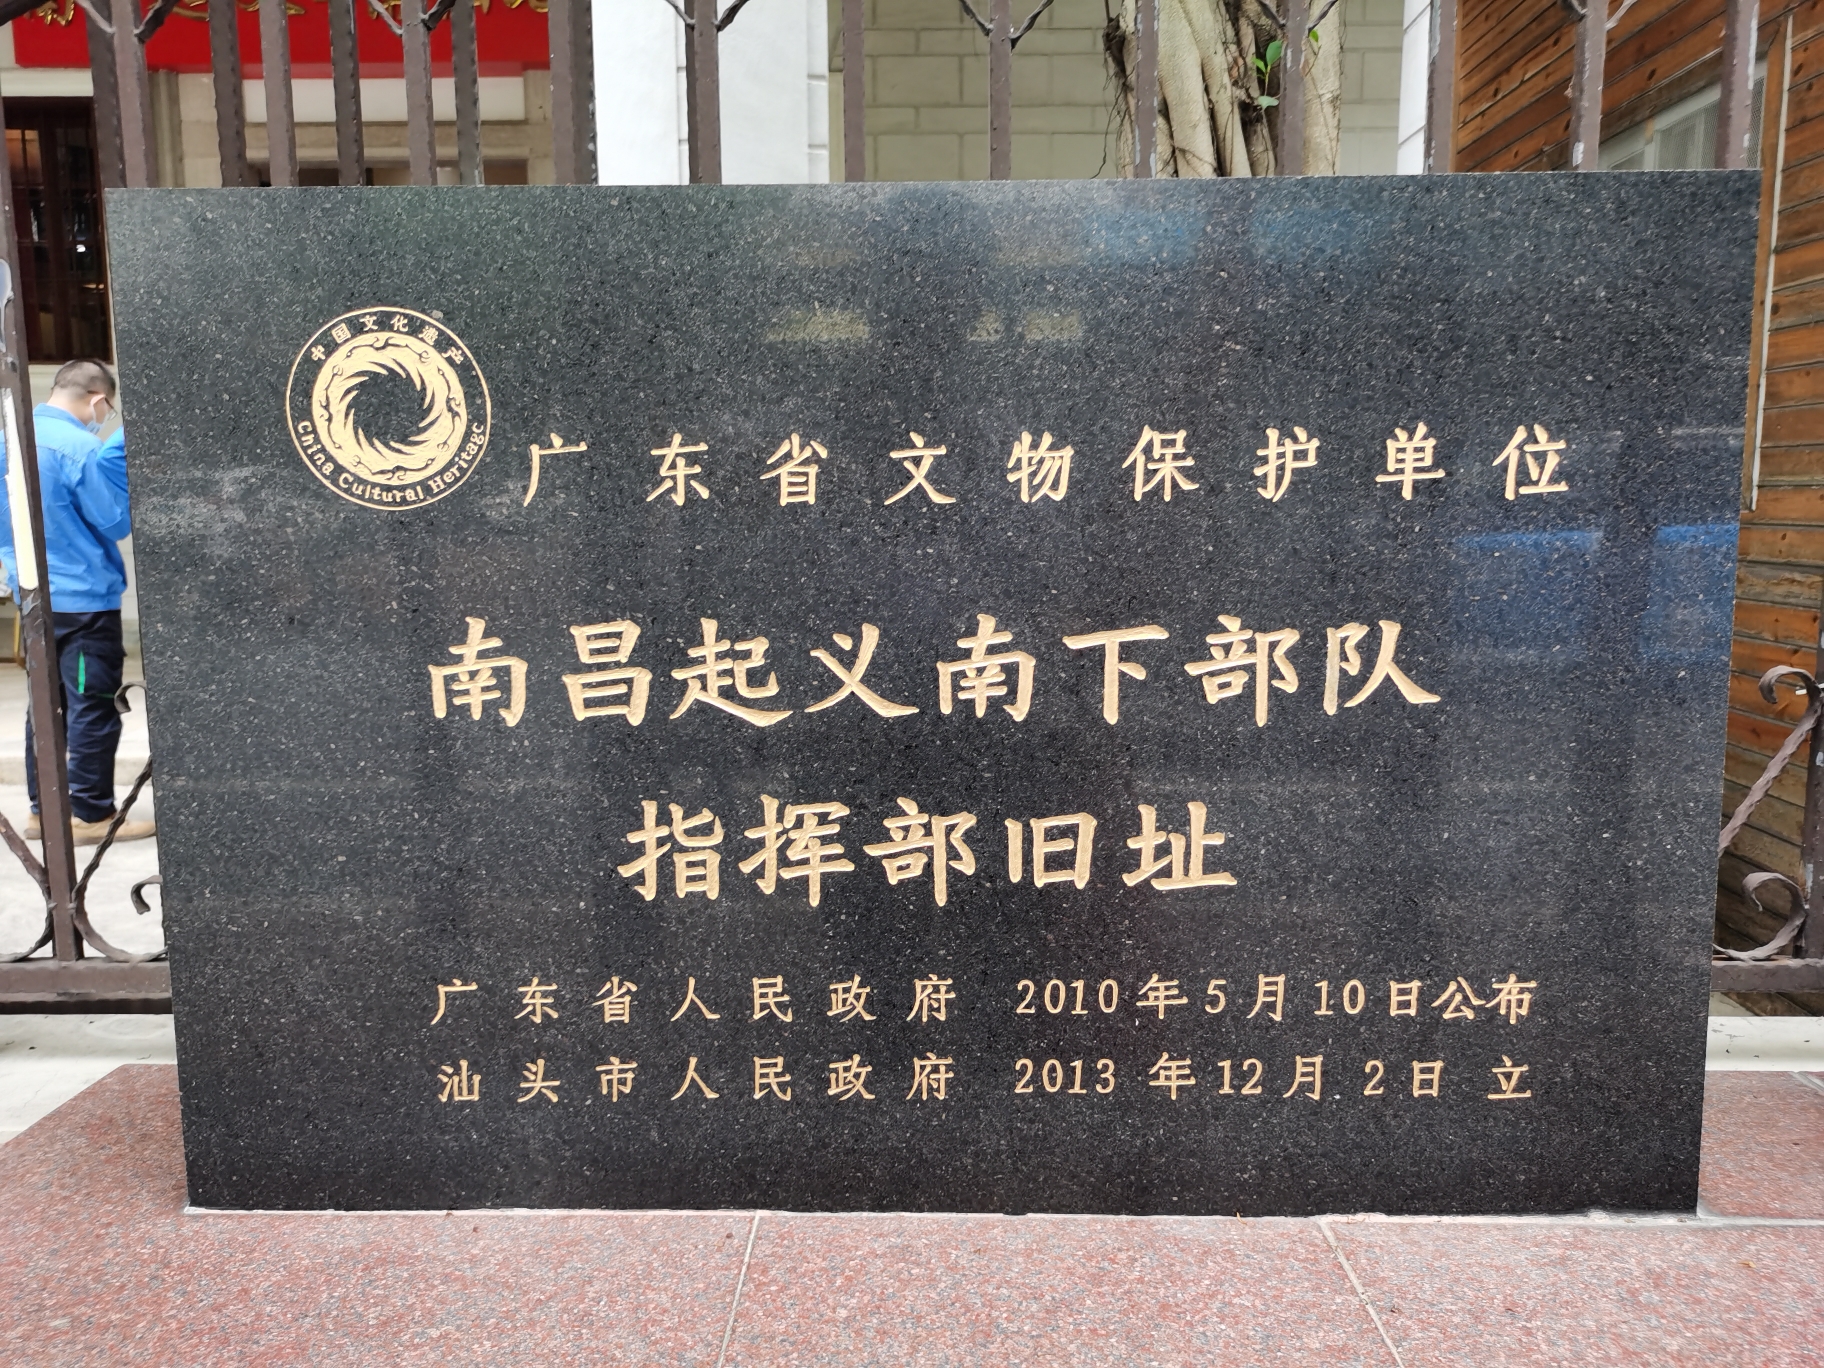 中国文化遗产
China Cultural Heritage
广东省文物保护单位
南昌起义南下部队
指挥部旧址
广东省人民政府 2010年5月10日公布
汕头市人民政府 2013年12月2日 立